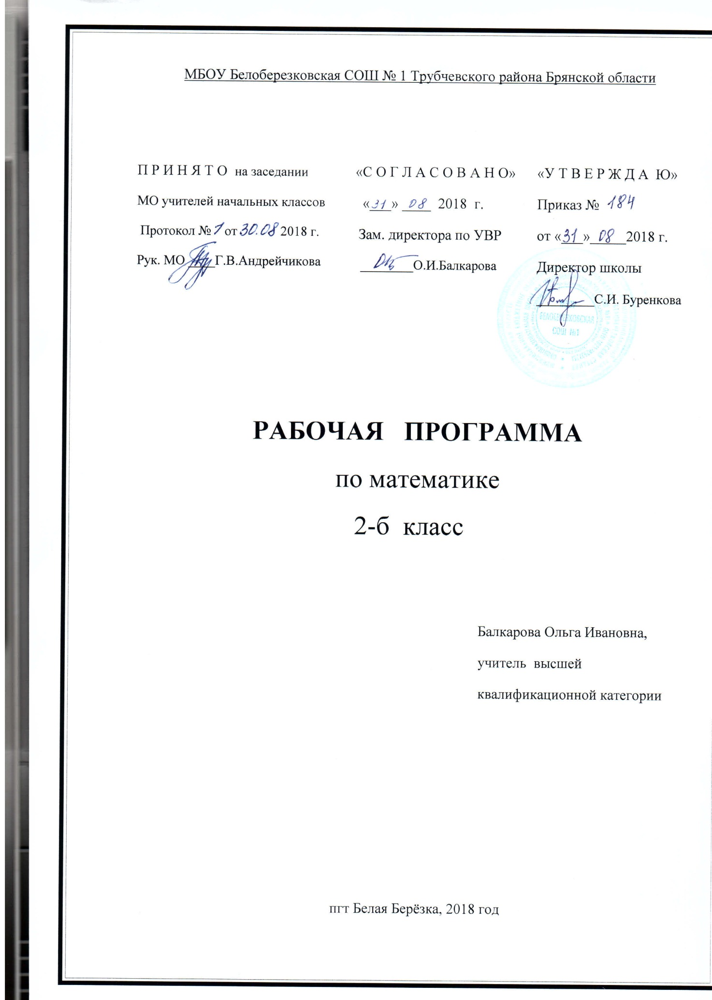 МБОУ Белоберезковская СОШ № 1 Трубчевского района Брянской области
П Р И Н Я Т О на заседании
МО учителей начальных классов
Протокол № 1 от 30.08 2018 г.
Рук. МО ____Г.В.Андрейчикова
«С О Г Л А С О В А Н О»
«31» 08 2018 г.
Зам. директора по УВР
________О.И.Балкарова
«У Т В Е Р Ж Д А Ю»
Приказ № 184
от «31» 08 2018 г.
Директор школы
________С.И. Буренкова
БЕЛОБЕРЕЗКОВСКАЯ
СОШ №1
РАБОЧАЯ ПРОГРАММА
по математике
2-б класс
Балкарова Ольга Ивановна,
учитель высшей
квалификационной категории
пгт Белая Берёзка, 2018 год